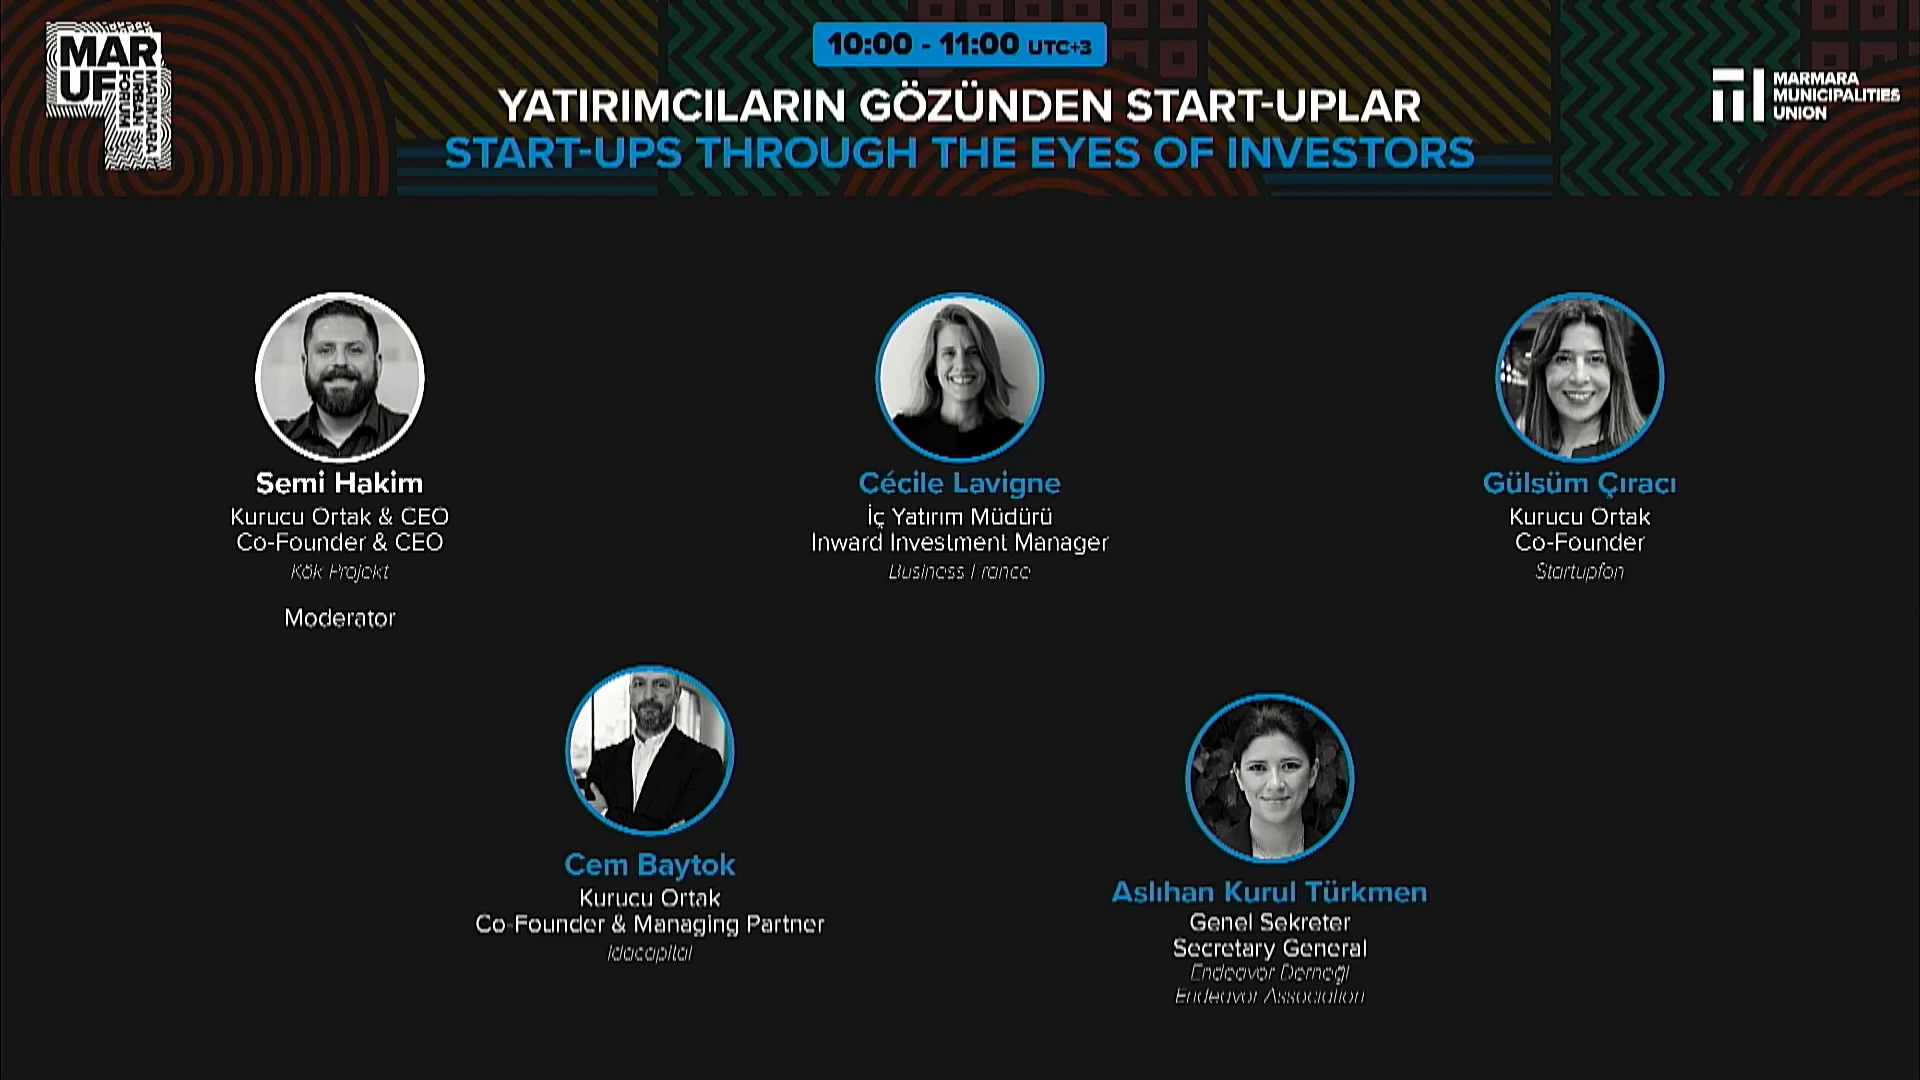 MAR
UF
MARMARA
URBAN
FORUM
10:00 - 11:00 UTC+3
YATIRIMCILARIN GÖZÜNDEN START-UPLAR
START-UPS THROUGH THE EYES OF INVESTORS
MARMARA
MUNICIPALITIES
UNION
Semi Hakim
Kurucu Ortak & CEO
Co-Founder & CEO
Kök Projekt
Moderator
Cécile Lavigne
İç Yatırım Müdürü
Inward Investment Manager
Business France
Gülsüm Çıracı
Kurucu Ortak
Co-Founder
Startupfon
Cem Baytok
Kurucu Ortak
Co-Founder & Managing Partner
Idacapital
Aslıhan Kurul Türkmen
Genel Sekreter
Secretary General
Endeavor Derneği
Endeavor Association